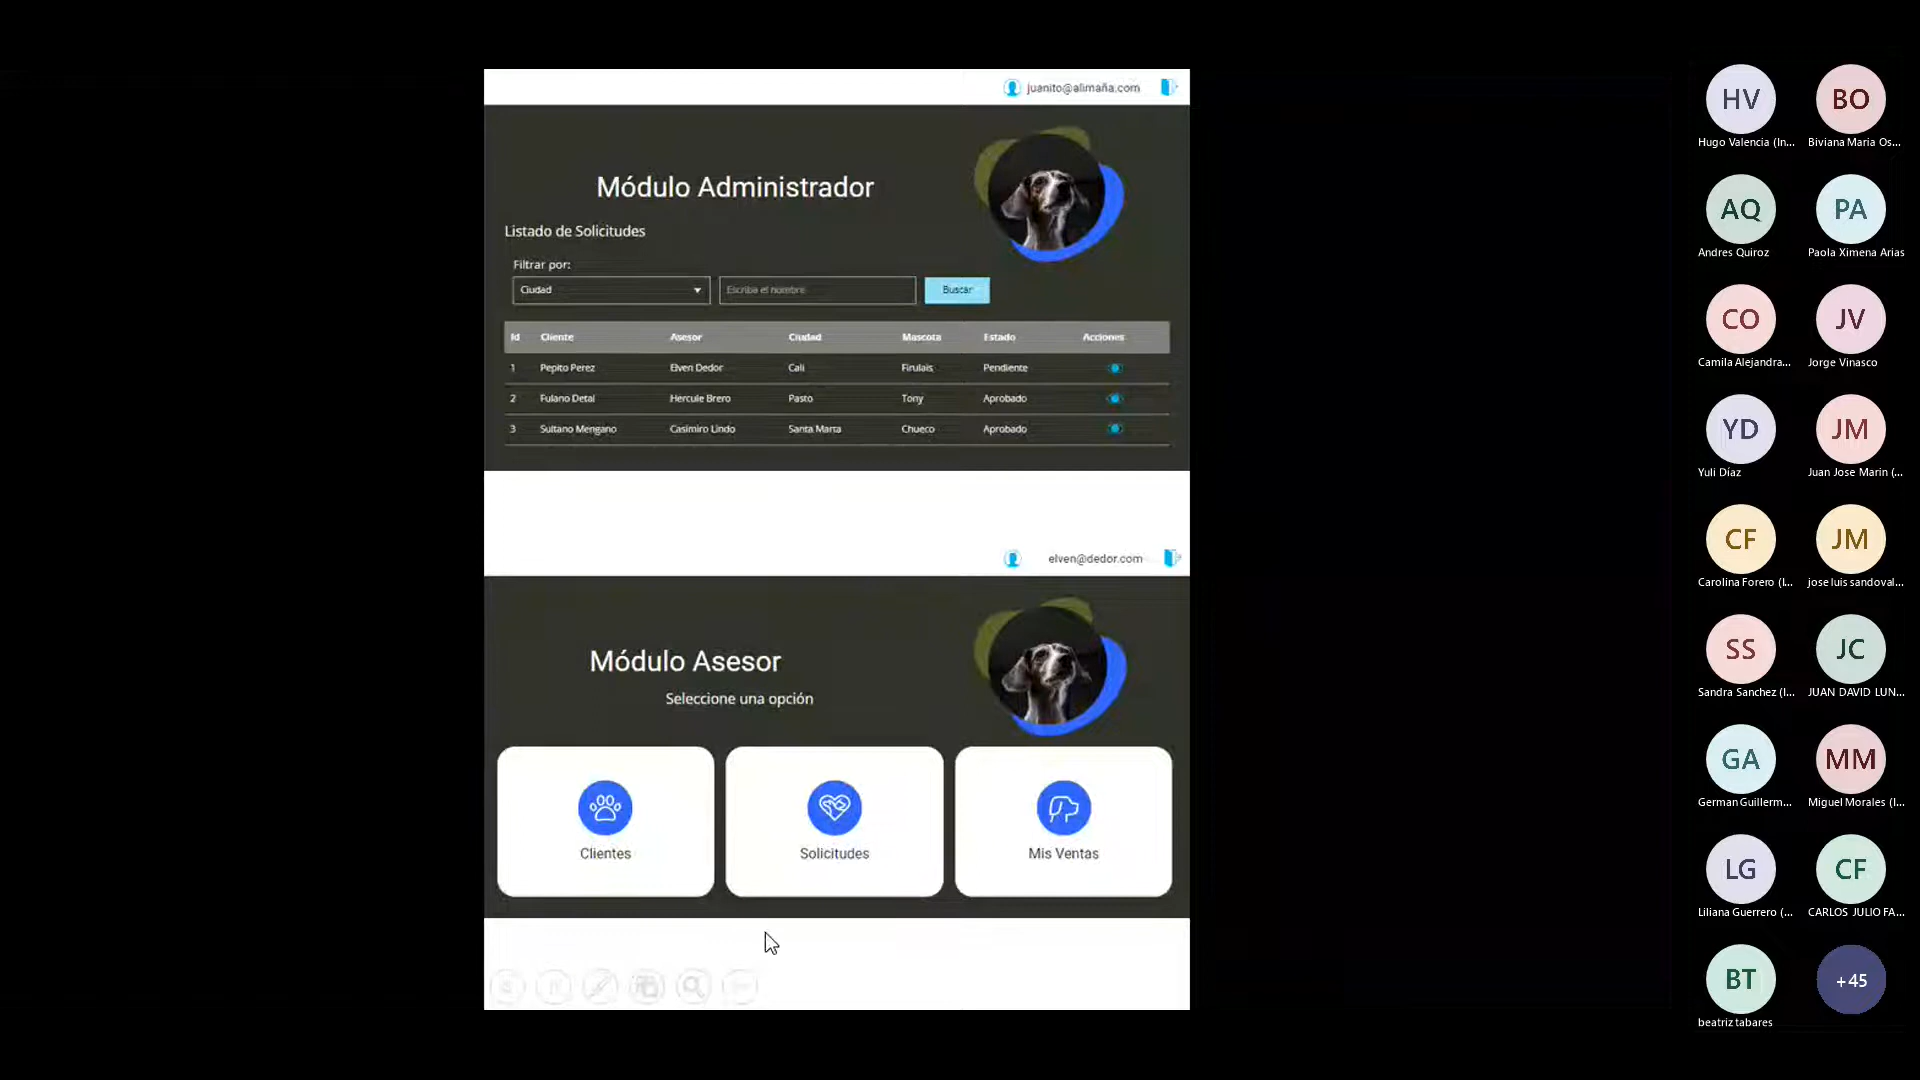 juanito@alimaña.com
Módulo Administrador
Listado de Solicitudes
Filtrar por:
Ciudad
Escriba el nombre
Buscar
Id Cliente Asesor Ciudad Mascota Estado Acciones
1 Pepito Perez Elven Dedor Cali Firulais Pendiente
2 Fulano Detal Hercule Brero Pasto Tony Aprobado
3 Sultano Mengano Casimiro Lindo Santa Marta Chueco Aprobado
elven@dedor.com
Módulo Asesor
Seleccione una opción
Clientes
Solicitudes
Mis Ventas
HV BO
Hugo Valencia (In... Biviana Maria Os...
AQ PA
Andres Quiroz Paola Ximena Arias
CO JV
Camila Alejandra... Jorge Vinasco
YD JM
Yuli Díaz Juan Jose Marin (...
CF JM
Carolina Forero (I... jose luis sandoval...
SS JC
Sandra Sanchez (I... JUAN DAVID LUN...
GA MM
German Guillerm... Miguel Morales (I...
LG CF
Liliana Guerrero (... CARLOS JULIO FA...
BT +45
beatriz tabares